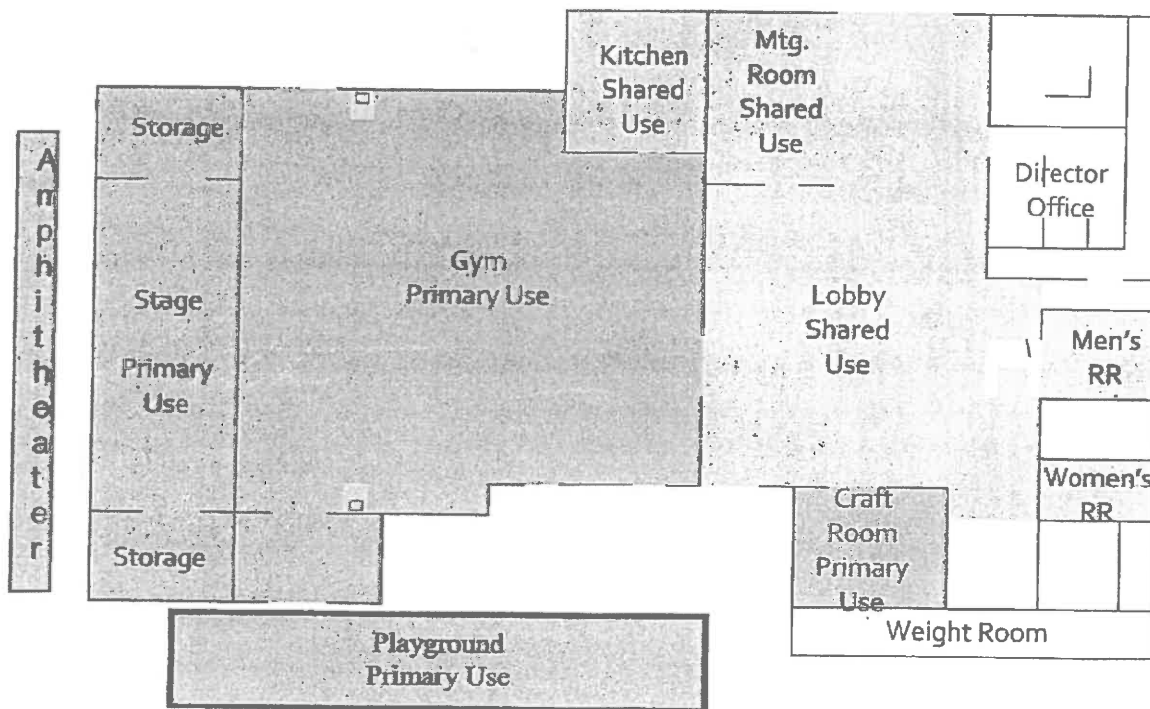 Kitchen
Shared
Use
Mtg.
Room
Shared
Use
Storage
Amphitheater
Director
Office
Gym
Primary Use
Stage
Primary
Use
Lobby
Shared
Use
Men's
RR
Women's
RR
Craft
Room
Primary
Use
Storage
Weight Room
Playground
Primary Use